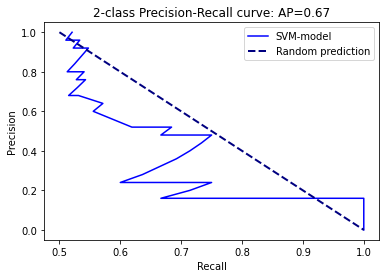 2-class Precision-Recall curve: AP=0.67
SVM-model
Random prediction
Precision
1.0
0.8
0.6
0.4
0.2
0.0
0.5 0.6 0.7 0.8 0.9 1.0
Recall